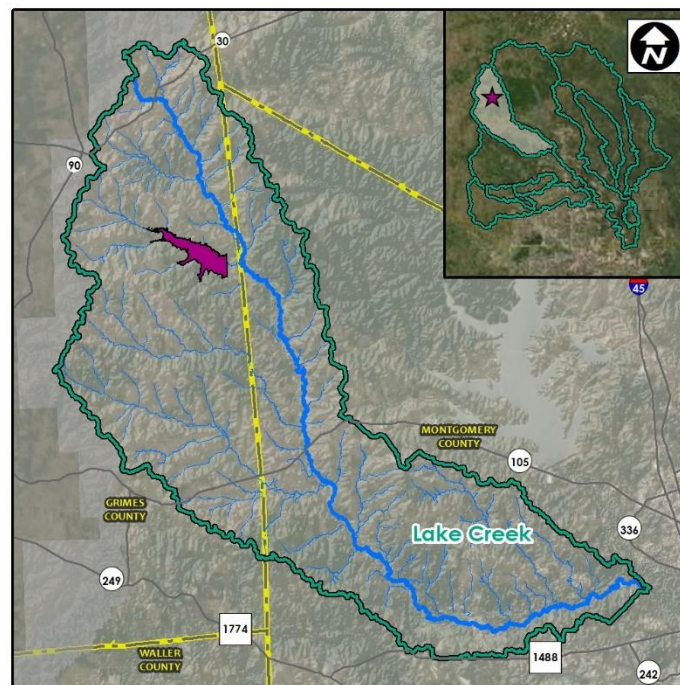 30
N
90
45
MONTGOMERY
COUNTY
105
GRIMES
COUNTY
Lake Creek
336
249
1774
WALLER
COUNTY
1488
242